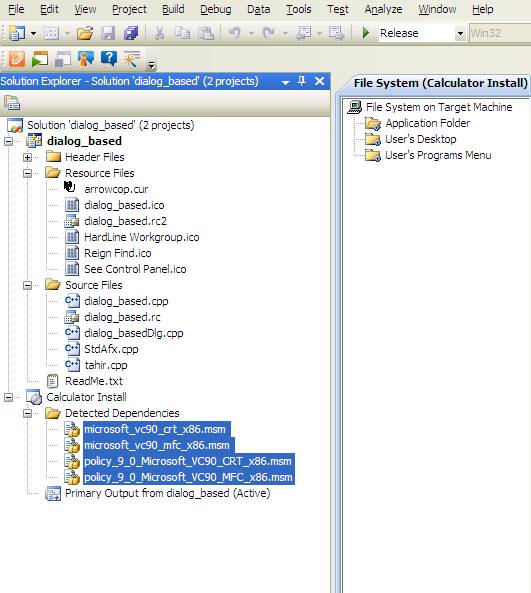 File Edit View Project Build Debug Data Tools Test Analyze Window Help
Release Win32
Solution Explorer - Solution 'dialog_based' (2 projects)
File System (Calculator Install)
Solution 'dialog_based' (2 projects)
dialog_based
Header Files
Resource Files
arrowcop.cur
dialog_based.ico
dialog_based.rc2
HardLine Workgroup.ico
Reign Find.ico
See Control Panel.ico
Source Files
dialog_based.cpp
dialog_based.rc
dialog_basedDlg.cpp
StdAfx.cpp
tahir.cpp
ReadMe.txt
Calculator Install
Detected Dependencies
microsoft_vc90_crt_x86.msm
microsoft_vc90_mfc_x86.msm
policy_9_0_Microsoft_VC90_CRT_x86.msm
policy_9_0_Microsoft_VC90_MFC_x86.msm
Primary Output from dialog_based (Active)
File System on Target Machine
Application Folder
User's Desktop
User's Programs Menu